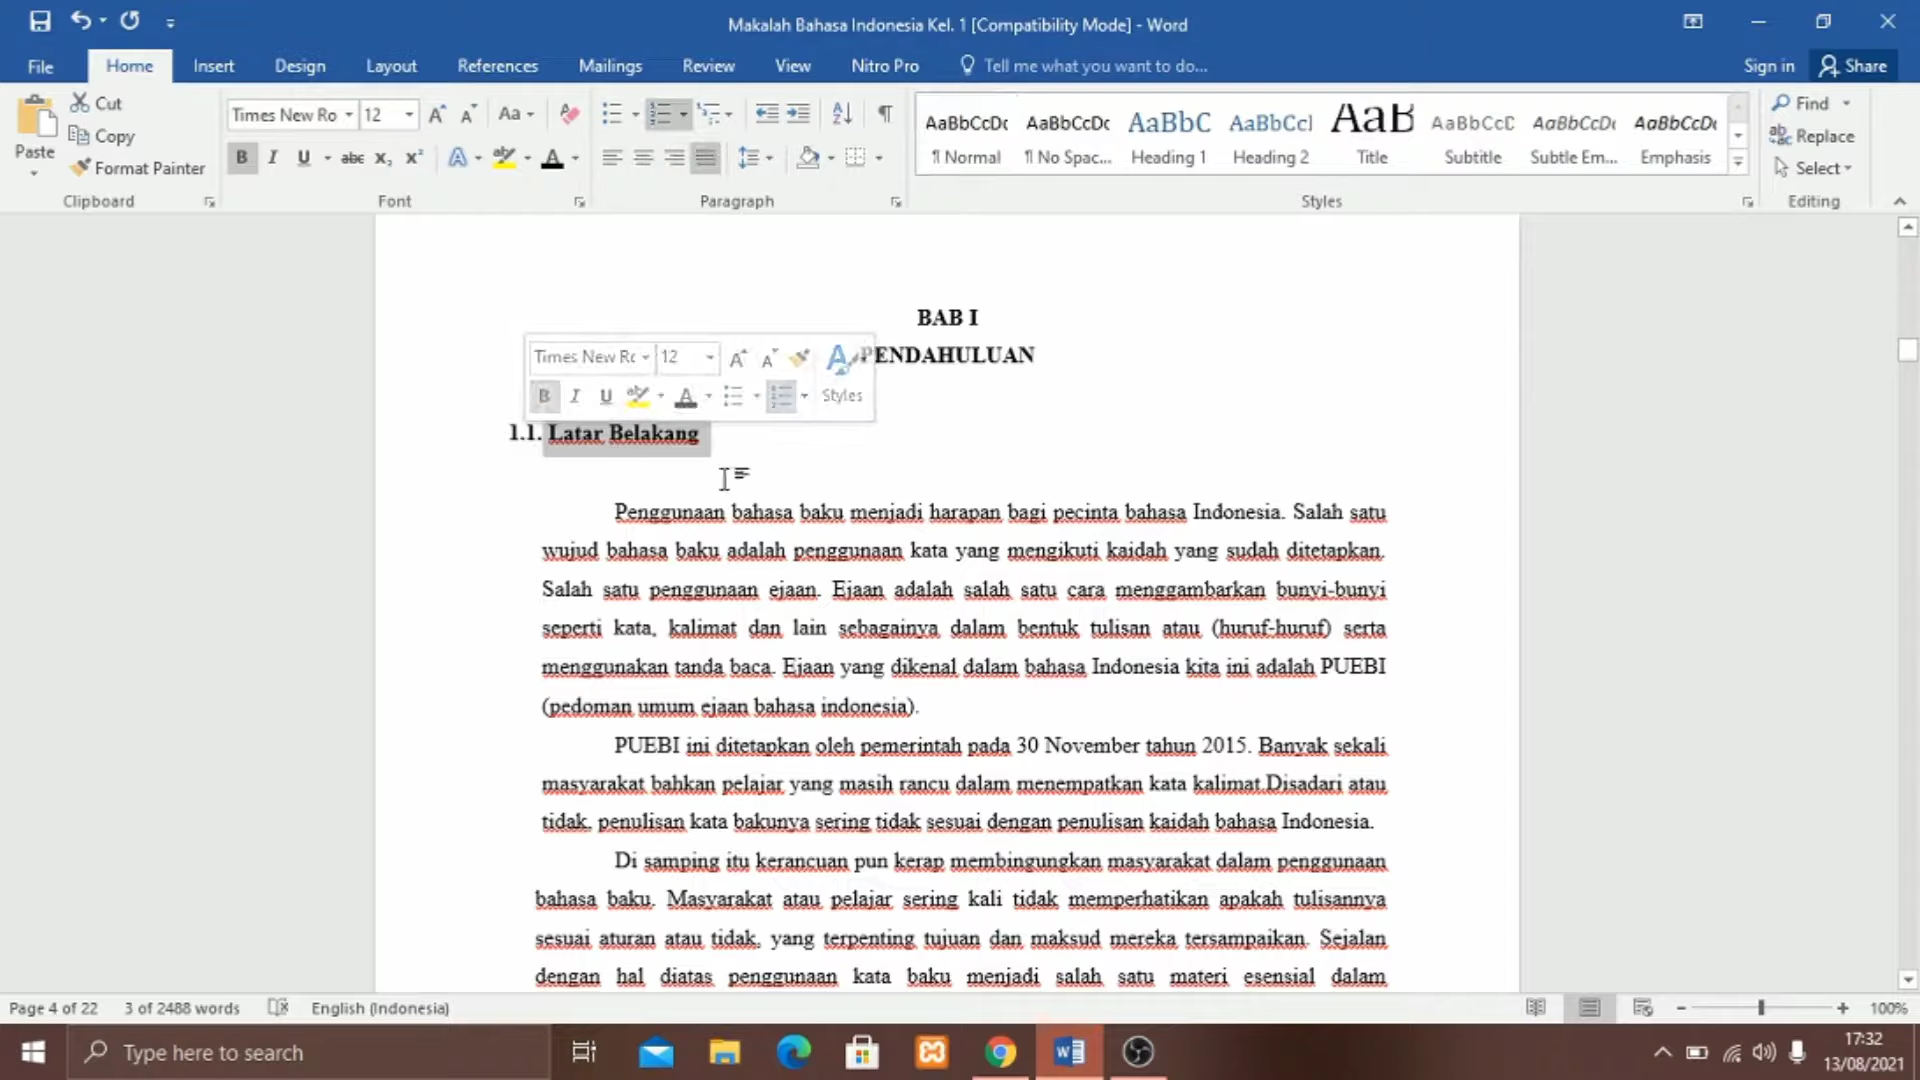 Makalah Bahasa Indonesia Kel. 1 [Compatibility Mode] - Word
File Home Insert Design Layout References Mailings Review View Nitro Pro Tell me what you want to do... Sign in Share
Paste Cut Copy Format Painter
Clipboard
Times New Ro 12 Aa
B I U abc X₂ X² A ab A
Font
Paragraph
AaBbCcDc AaBbCcDc AaBbC AaBbCcl AaB AaBbCcD AaBbCcDt AaBbCcDt
¶ Normal ¶ No Spac... Heading 1 Heading 2 Title Subtitle Subtle Em... Emphasis
Styles
Find
Replace
Select
Editing
BAB I
PENDAHULUAN
Times New Rc 12
B I U ab A Styles
1.1. Latar Belakang
Penggunaan bahasa baku menjadi harapan bagi pecinta bahasa Indonesia. Salah satu
wujud bahasa baku adalah penggunaan kata yang mengikuti kaidah yang sudah ditetapkan.
Salah satu penggunaan ejaan. Ejaan adalah salah satu cara menggambarkan bunyi-bunyi
seperti kata, kalimat dan lain sebagainya dalam bentuk tulisan atau (huruf-huruf) serta
menggunakan tanda baca. Ejaan yang dikenal dalam bahasa Indonesia kita ini adalah PUEBI
(pedoman umum ejaan bahasa indonesia).
PUEBI ini ditetapkan oleh pemerintah pada 30 November tahun 2015. Banyak sekali
masyarakat bahkan pelajar yang masih rancu dalam menempatkan kata kalimat.Disadari atau
tidak, penulisan kata bakunya sering tidak sesuai dengan penulisan kaidah bahasa Indonesia.
Di samping itu kerancuan pun kerap membingungkan masyarakat dalam penggunaan
bahasa baku. Masyarakat atau pelajar sering kali tidak memperhatikan apakah tulisannya
sesuai aturan atau tidak, yang terpenting tujuan dan maksud mereka tersampaikan. Sejalan
dengan hal diatas penggunaan kata baku menjadi salah satu materi esensial dalam
Page 4 of 22 3 of 2488 words English (Indonesia) 100%
Type here to search
17:32
13/08/2021